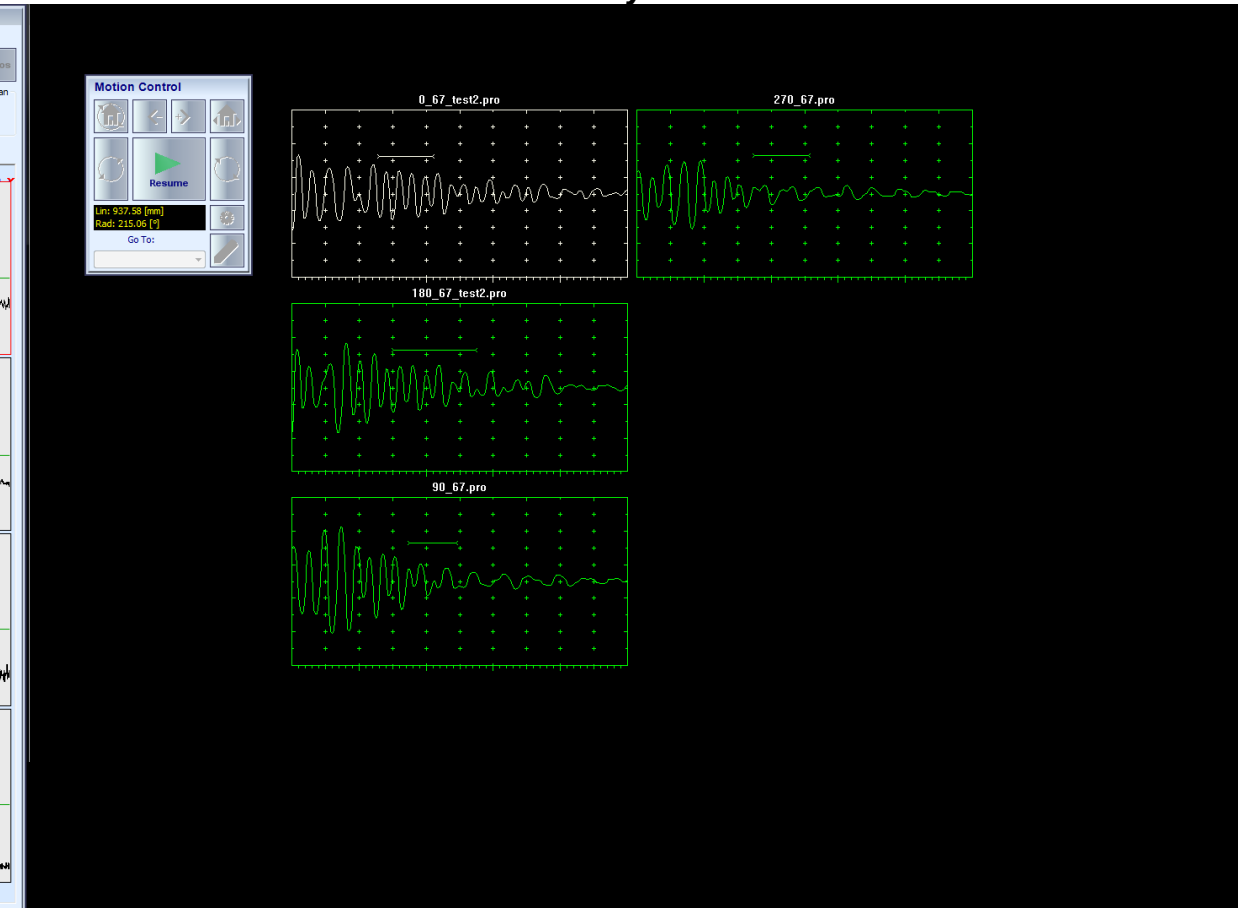 an
Motion Control
Resume
Lin: 937.58 [mm]
Rad: 215.06 [°]
Go To:
0_67_test2.pro
270_67.pro
180_67_test2.pro
90_67.pro